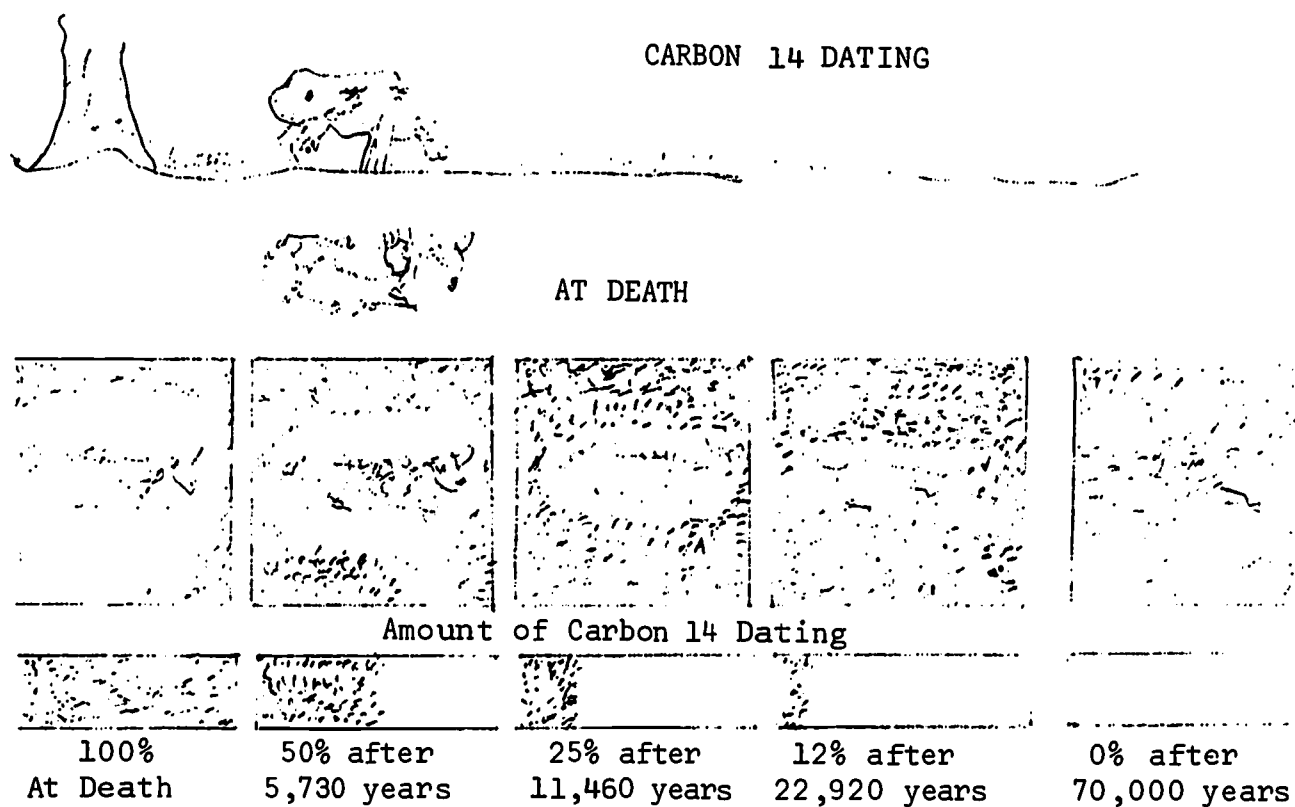 CARBON 14 DATING
AT DEATH
A
Amount of Carbon 14 Dating
100% At Death
50% after 5,730 years
25% after 11,460 years
12% after 22,920 years
0% after 70,000 years